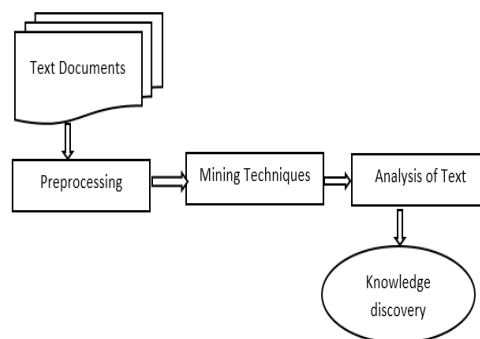 Text Documents
Preprocessing
Mining Techniques
Analysis of Text
Knowledge
discovery